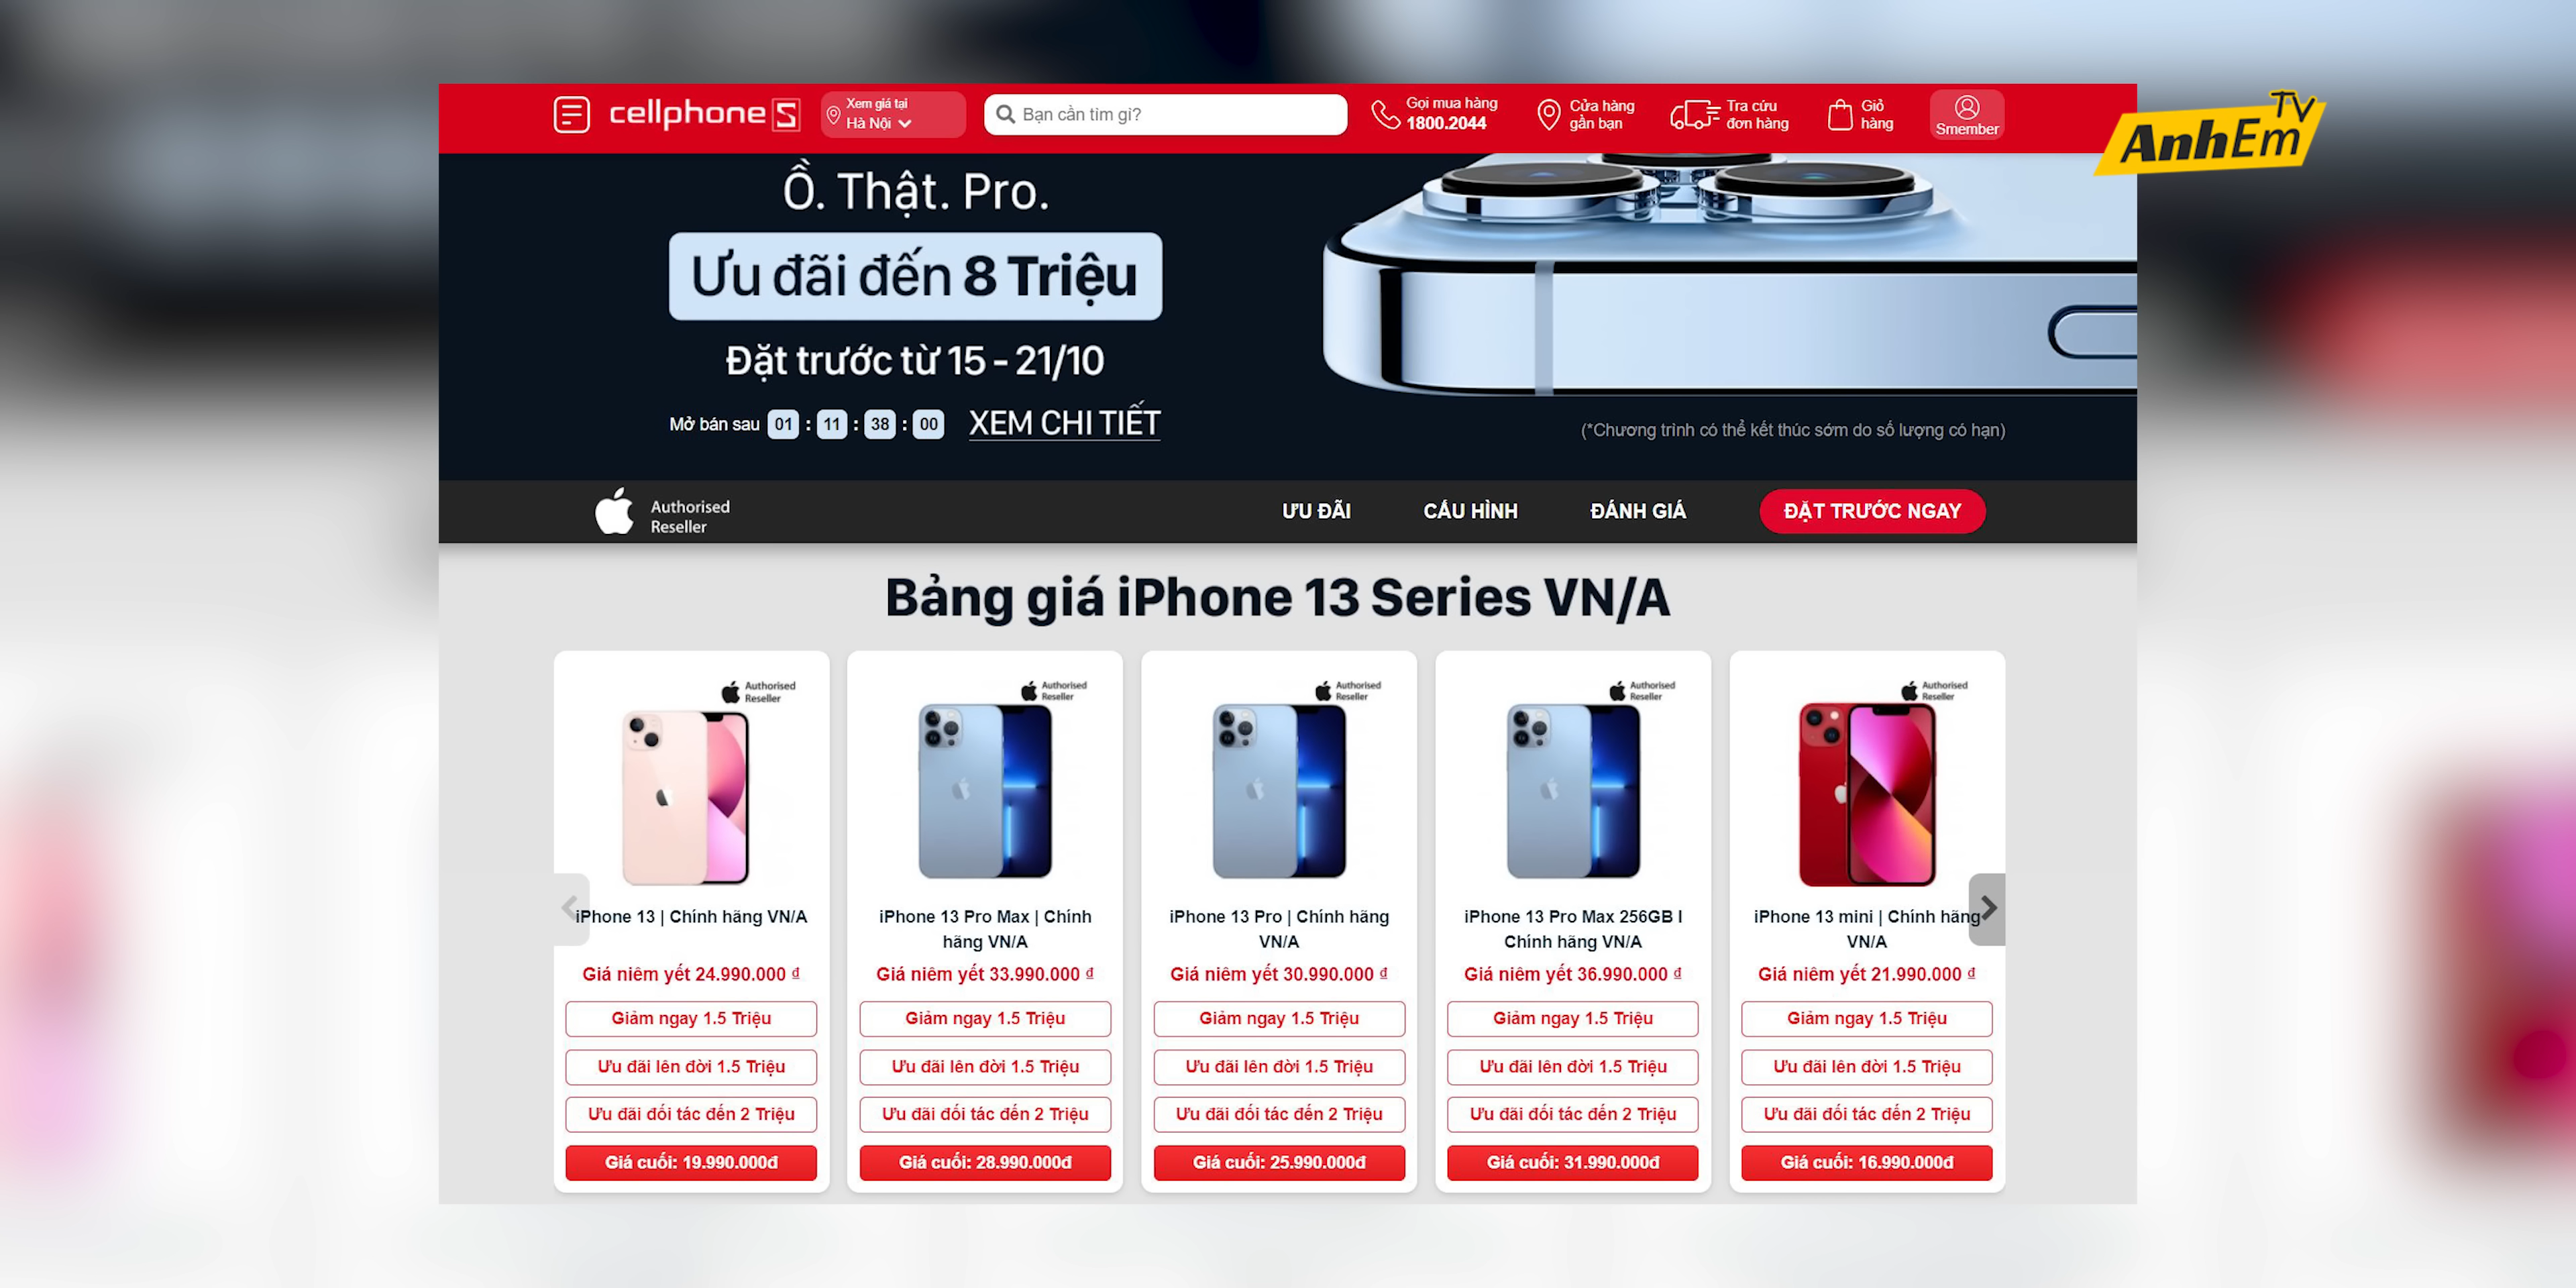 cellphoneS
Xem giá tại
Hà Nội
Bạn cần tìm gì?
Gọi mua hàng
1800.2044
Cửa hàng
gần bạn
Tra cứu
đơn hàng
Giỏ
hàng
Smember
AnhEm TV
Ồ. Thật. Pro.
Ưu đãi đến 8 Triệu
Đặt trước từ 15 - 21/10
Mở bán sau 01 : 11 : 38 : 00 XEM CHI TIẾT
(*Chương trình có thể kết thúc sớm do số lượng có hạn)
Authorised
Reseller
ƯU ĐÃI
CẤU HÌNH
ĐÁNH GIÁ
ĐẶT TRƯỚC NGAY
Bảng giá iPhone 13 Series VN/A
Authorised
Reseller
iPhone 13 | Chính hãng VN/A
Giá niêm yết 24.990.000 ₫
Giảm ngay 1.5 Triệu
Ưu đãi lên đời 1.5 Triệu
Ưu đãi đối tác đến 2 Triệu
Giá cuối: 19.990.000đ
Authorised
Reseller
iPhone 13 Pro Max | Chính
hãng VN/A
Giá niêm yết 33.990.000 ₫
Giảm ngay 1.5 Triệu
Ưu đãi lên đời 1.5 Triệu
Ưu đãi đối tác đến 2 Triệu
Giá cuối: 28.990.000đ
Authorised
Reseller
iPhone 13 Pro | Chính hãng
VN/A
Giá niêm yết 30.990.000 ₫
Giảm ngay 1.5 Triệu
Ưu đãi lên đời 1.5 Triệu
Ưu đãi đối tác đến 2 Triệu
Giá cuối: 25.990.000đ
Authorised
Reseller
iPhone 13 Pro Max 256GB I
Chính hãng VN/A
Giá niêm yết 36.990.000 ₫
Giảm ngay 1.5 Triệu
Ưu đãi lên đời 1.5 Triệu
Ưu đãi đối tác đến 2 Triệu
Giá cuối: 31.990.000đ
Authorised
Reseller
iPhone 13 mini | Chính hãng
VN/A
Giá niêm yết 21.990.000 ₫
Giảm ngay 1.5 Triệu
Ưu đãi lên đời 1.5 Triệu
Ưu đãi đối tác đến 2 Triệu
Giá cuối: 16.990.000đ